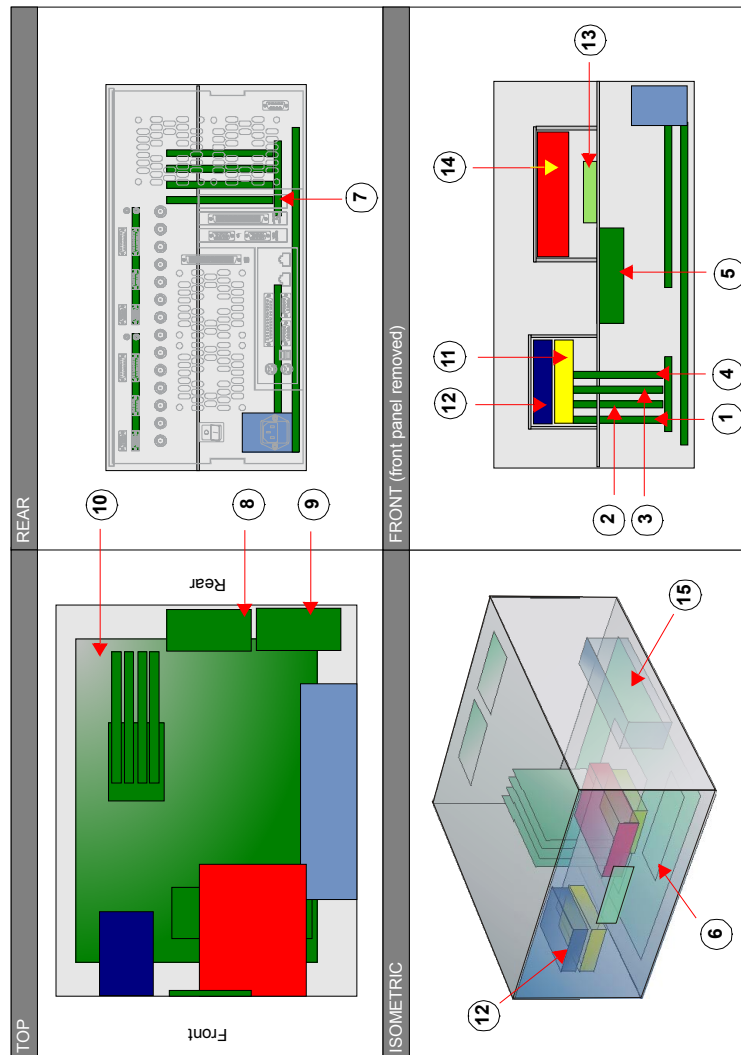 TOP
Front
Rear
10
8
9
REAR
7
ISOMETRIC
12
6
15
FRONT (front panel removed)
14
13
12
11
5
4
1
2
3